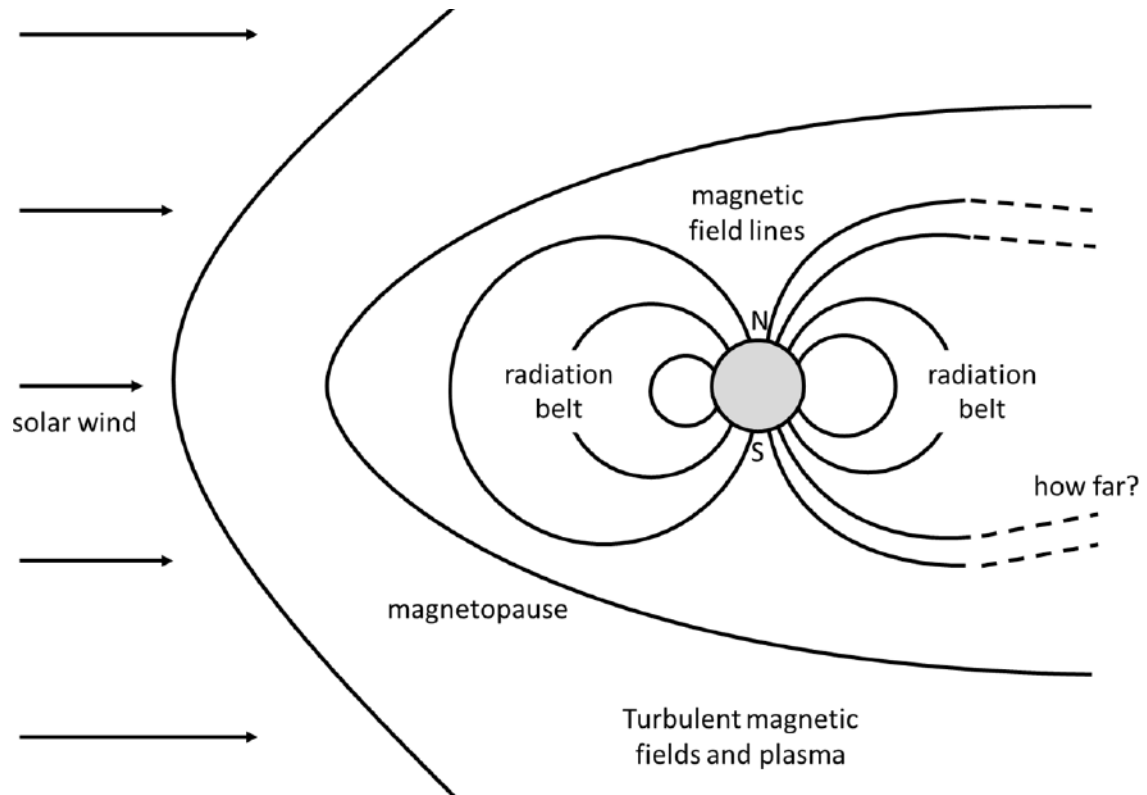 magnetic
field lines
N
radiation
belt
radiation
belt
solar wind
S
how far?
magnetopause
Turbulent magnetic
fields and plasma